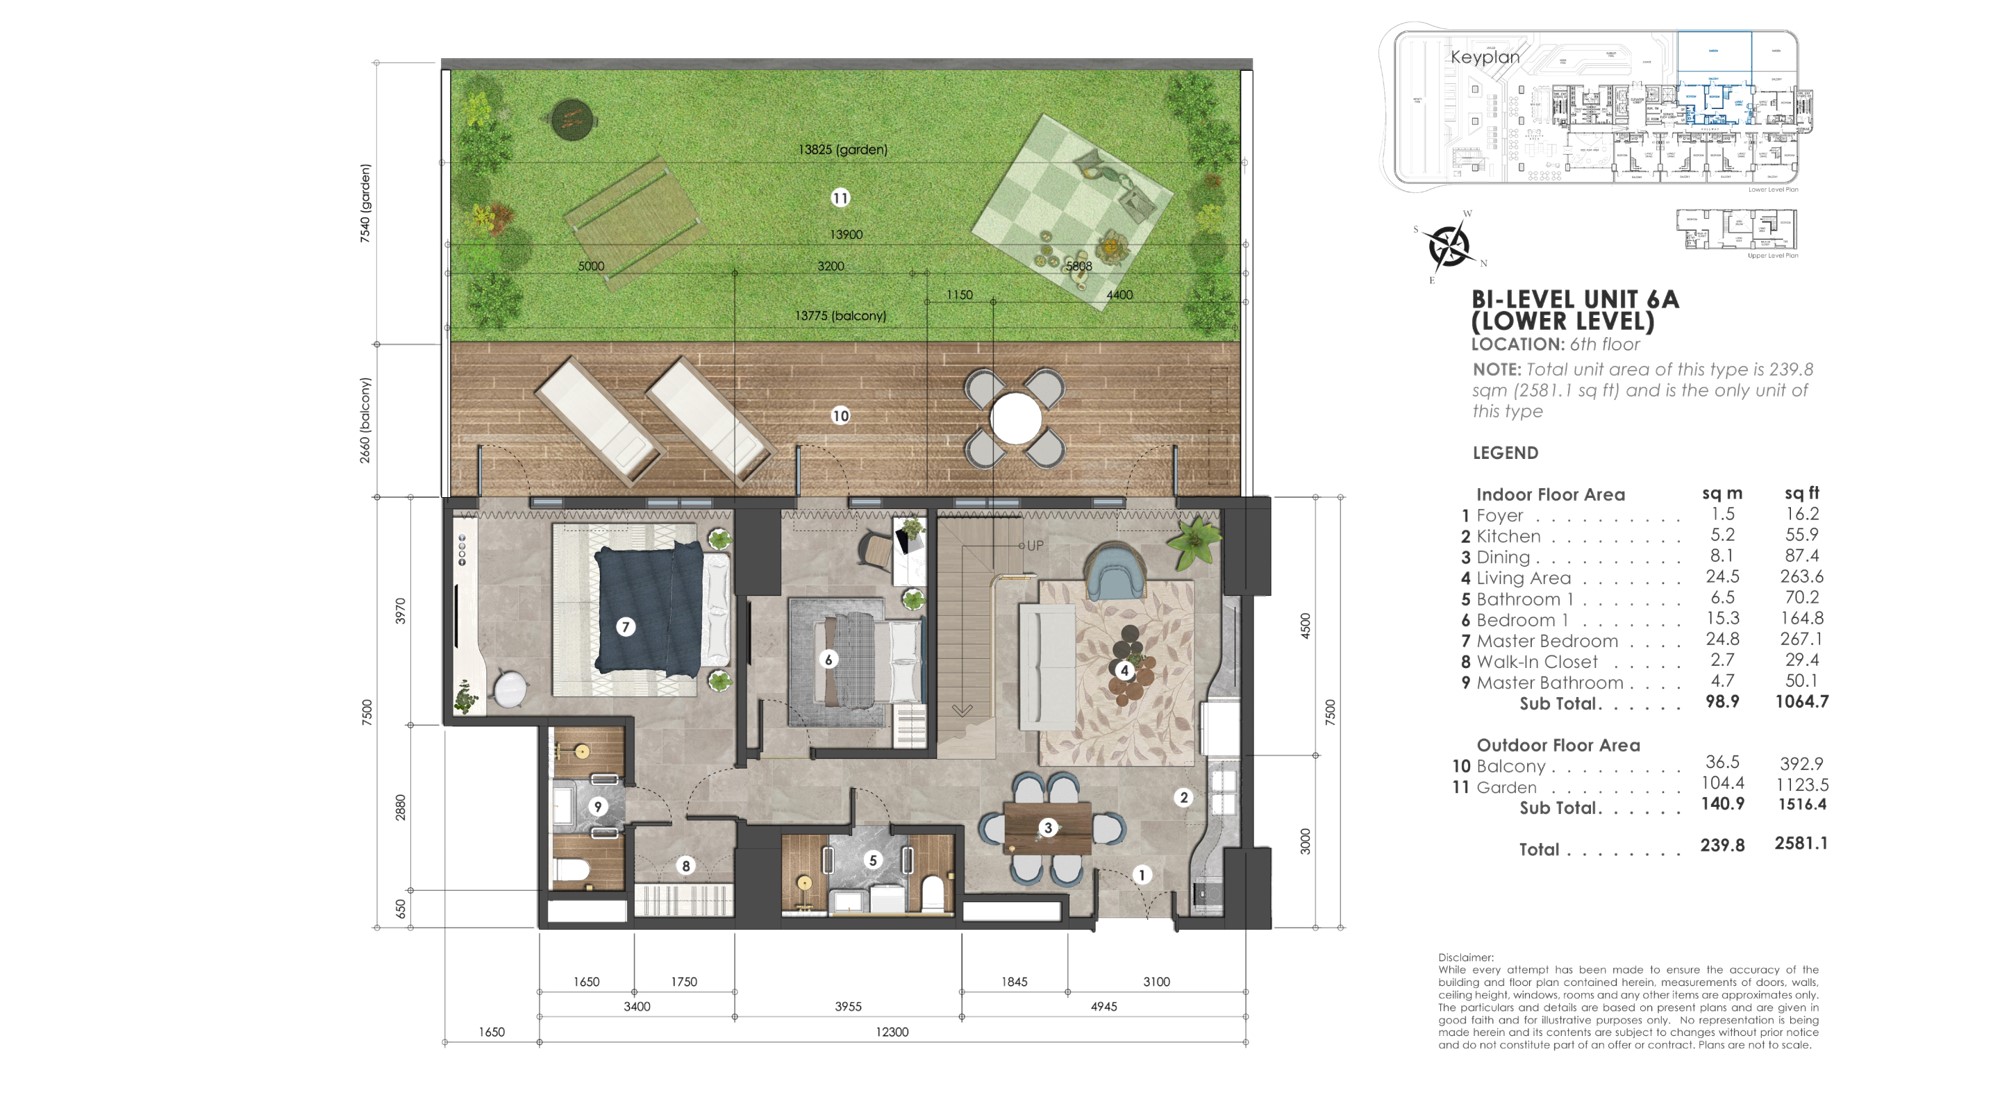 Keyplan
Lower Level Plan
Upper Level Plan
W
S
N
E
BI-LEVEL UNIT 6A
(LOWER LEVEL)
LOCATION: 6th floor
NOTE: Total unit area of this type is 239.8
sqm (2581.1 sq ft) and is the only unit of
this type
LEGEND
Indoor Floor Area sq m sq ft
1 Foyer . . . . . . . . . . 1.5 16.2
2 Kitchen . . . . . . . . . 5.2 55.9
3 Dining . . . . . . . . . . 8.1 87.4
4 Living Area . . . . . . . 24.5 263.6
5 Bathroom 1 . . . . . . . 6.5 70.2
6 Bedroom 1 . . . . . . . 15.3 164.8
7 Master Bedroom . . . . 24.8 267.1
8 Walk-In Closet . . . . . 2.7 29.4
9 Master Bathroom . . . . 4.7 50.1
Sub Total. . . . . . 98.9 1064.7
Outdoor Floor Area
10 Balcony . . . . . . . . . 36.5 392.9
11 Garden . . . . . . . . . 104.4 1123.5
Sub Total. . . . . . 140.9 1516.4
Total . . . . . . . . 239.8 2581.1
Disclaimer:
While every attempt has been made to ensure the accuracy of the
building and floor plan contained herein, measurements of doors, walls,
ceiling height, windows, rooms and any other items are approximates only.
The particulars and details are based on present plans and are given in
good faith and for illustrative purposes only. No representation is being
made herein and its contents are subject to changes without prior notice
and do not constitute part of an offer or contract. Plans are not to scale.
13825 (garden)
11
13900
5000 3200 5808
1150 4400
13775 (balcony)
7540 (garden)
2660 (balcony)
10
UP
7
6
4
3970
7500
4500
7500
2
9
3
2880
3000
8
5
1
650
1650 1750 1845 3100
3400 3955 4945
1650 12300